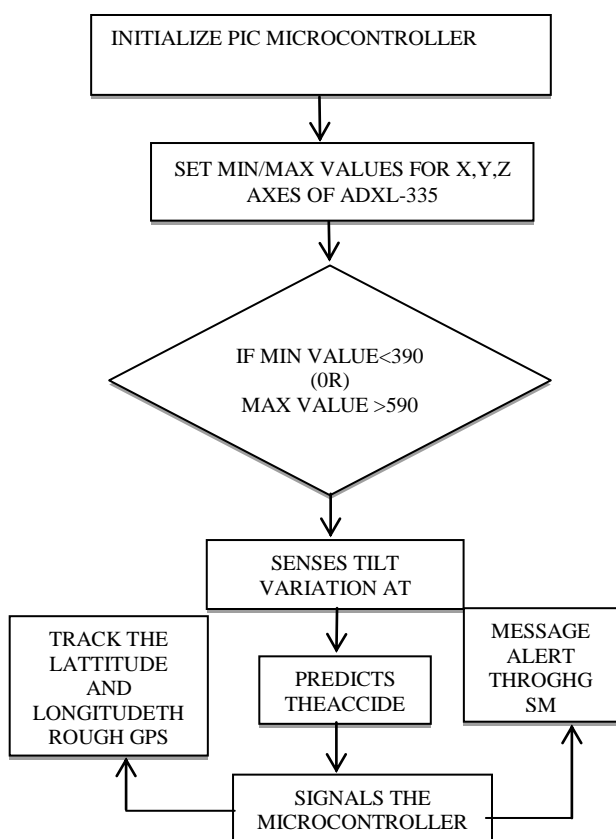 INITIALIZE PIC MICROCONTROLLER
SET MIN/MAX VALUES FOR X,Y,Z
AXES OF ADXL-335
IF MIN VALUE<390
(0R)
MAX VALUE >590
SENSES TILT
VARIATION AT
TRACK THE
LATTITUDE
AND
LONGITUDETH
ROUGH GPS
PREDICTS
THEACCIDE
MESSAGE
ALERT
THROGHG
SM
SIGNALS THE
MICROCONTROLLER